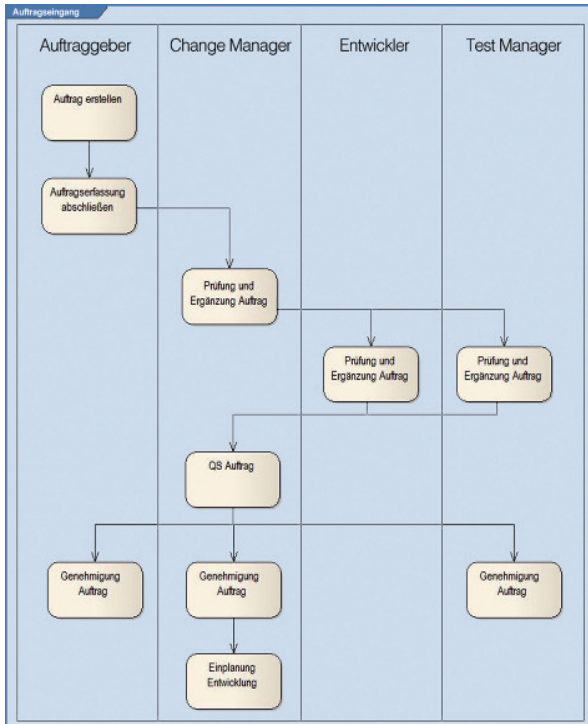 Auftragseingang
Auftraggeber
Change Manager
Entwickler
Test Manager
Auftrag erstellen
Auftragserfassung
abschließen
Prüfung und
Ergänzung Auftrag
Prüfung und
Ergänzung Auftrag
Prüfung und
Ergänzung Auftrag
QS Auftrag
Genehmigung
Auftrag
Genehmigung
Auftrag
Genehmigung
Auftrag
Einplanung
Entwicklung